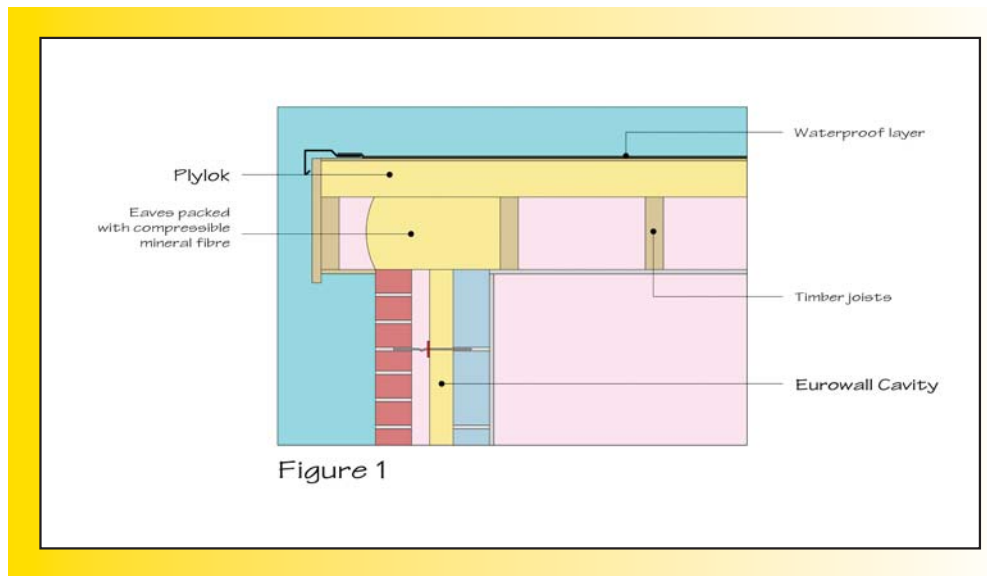 Waterproof layer
Plylok
Eaves packed
with compressible
mineral fibre
Timber joists
Eurowall Cavity
Figure 1